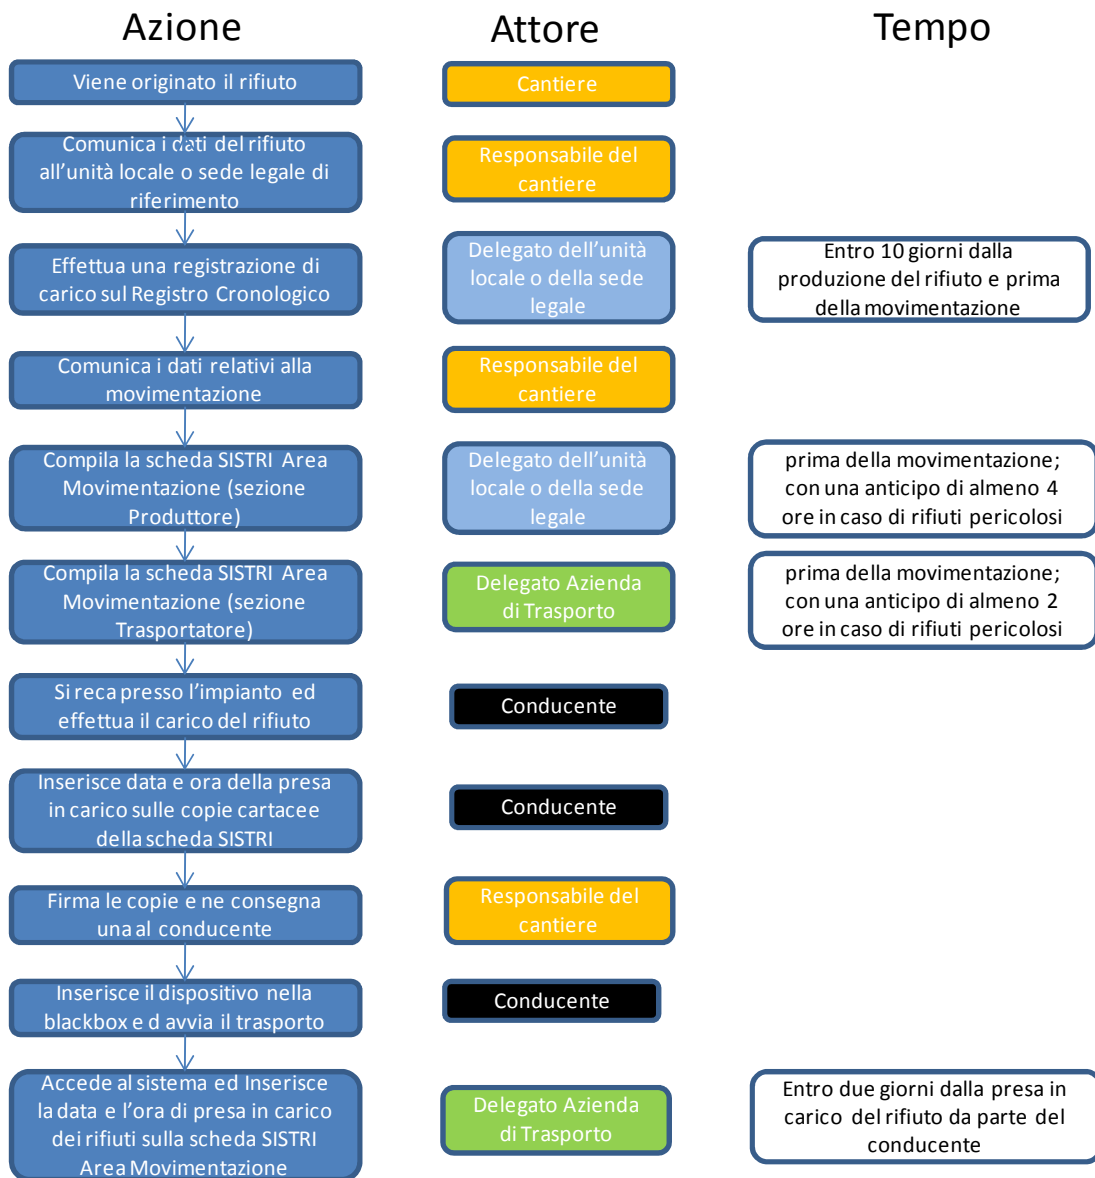 Azione
Attore
Tempo
Viene originato il rifiuto
Cantiere
Comunica i dati del rifiuto
all'unità locale o sede legale di
riferimento
Responsabile del
cantiere
Effettua una registrazione di
carico sul Registro Cronologico
Delegato dell'unità
locale o della sede
legale
Entro 10 giorni dalla
produzione del rifiuto e prima
della movimentazione
Comunica i dati relativi alla
movimentazione
Responsabile del
cantiere
Compila la scheda SISTRI Area
Movimentazione (sezione
Produttore)
Delegato dell'unità
locale o della sede
legale
prima della movimentazione;
con una anticipo di almeno 4
ore in caso di rifiuti pericolosi
Compila la scheda SISTRI Area
Movimentazione (sezione
Trasportatore)
Delegato Azienda
di Trasporto
prima della movimentazione;
con una anticipo di almeno 2
ore in caso di rifiuti pericolosi
Si reca presso l'impianto ed
effettua il carico del rifiuto
Conducente
Inserisce data e ora della presa
in carico sulle copie cartacee
della scheda SISTRI
Conducente
Firma le copie e ne consegna
una al conducente
Responsabile del
cantiere
Inserisce il dispositivo nella
blackbox e d avvia il trasporto
Conducente
Accede al sistema ed Inserisce
la data e l'ora di presa in carico
dei rifiuti sulla scheda SISTRI
Area Movimentazione
Delegato Azienda
di Trasporto
Entro due giorni dalla presa in
carico del rifiuto da parte del
conducente